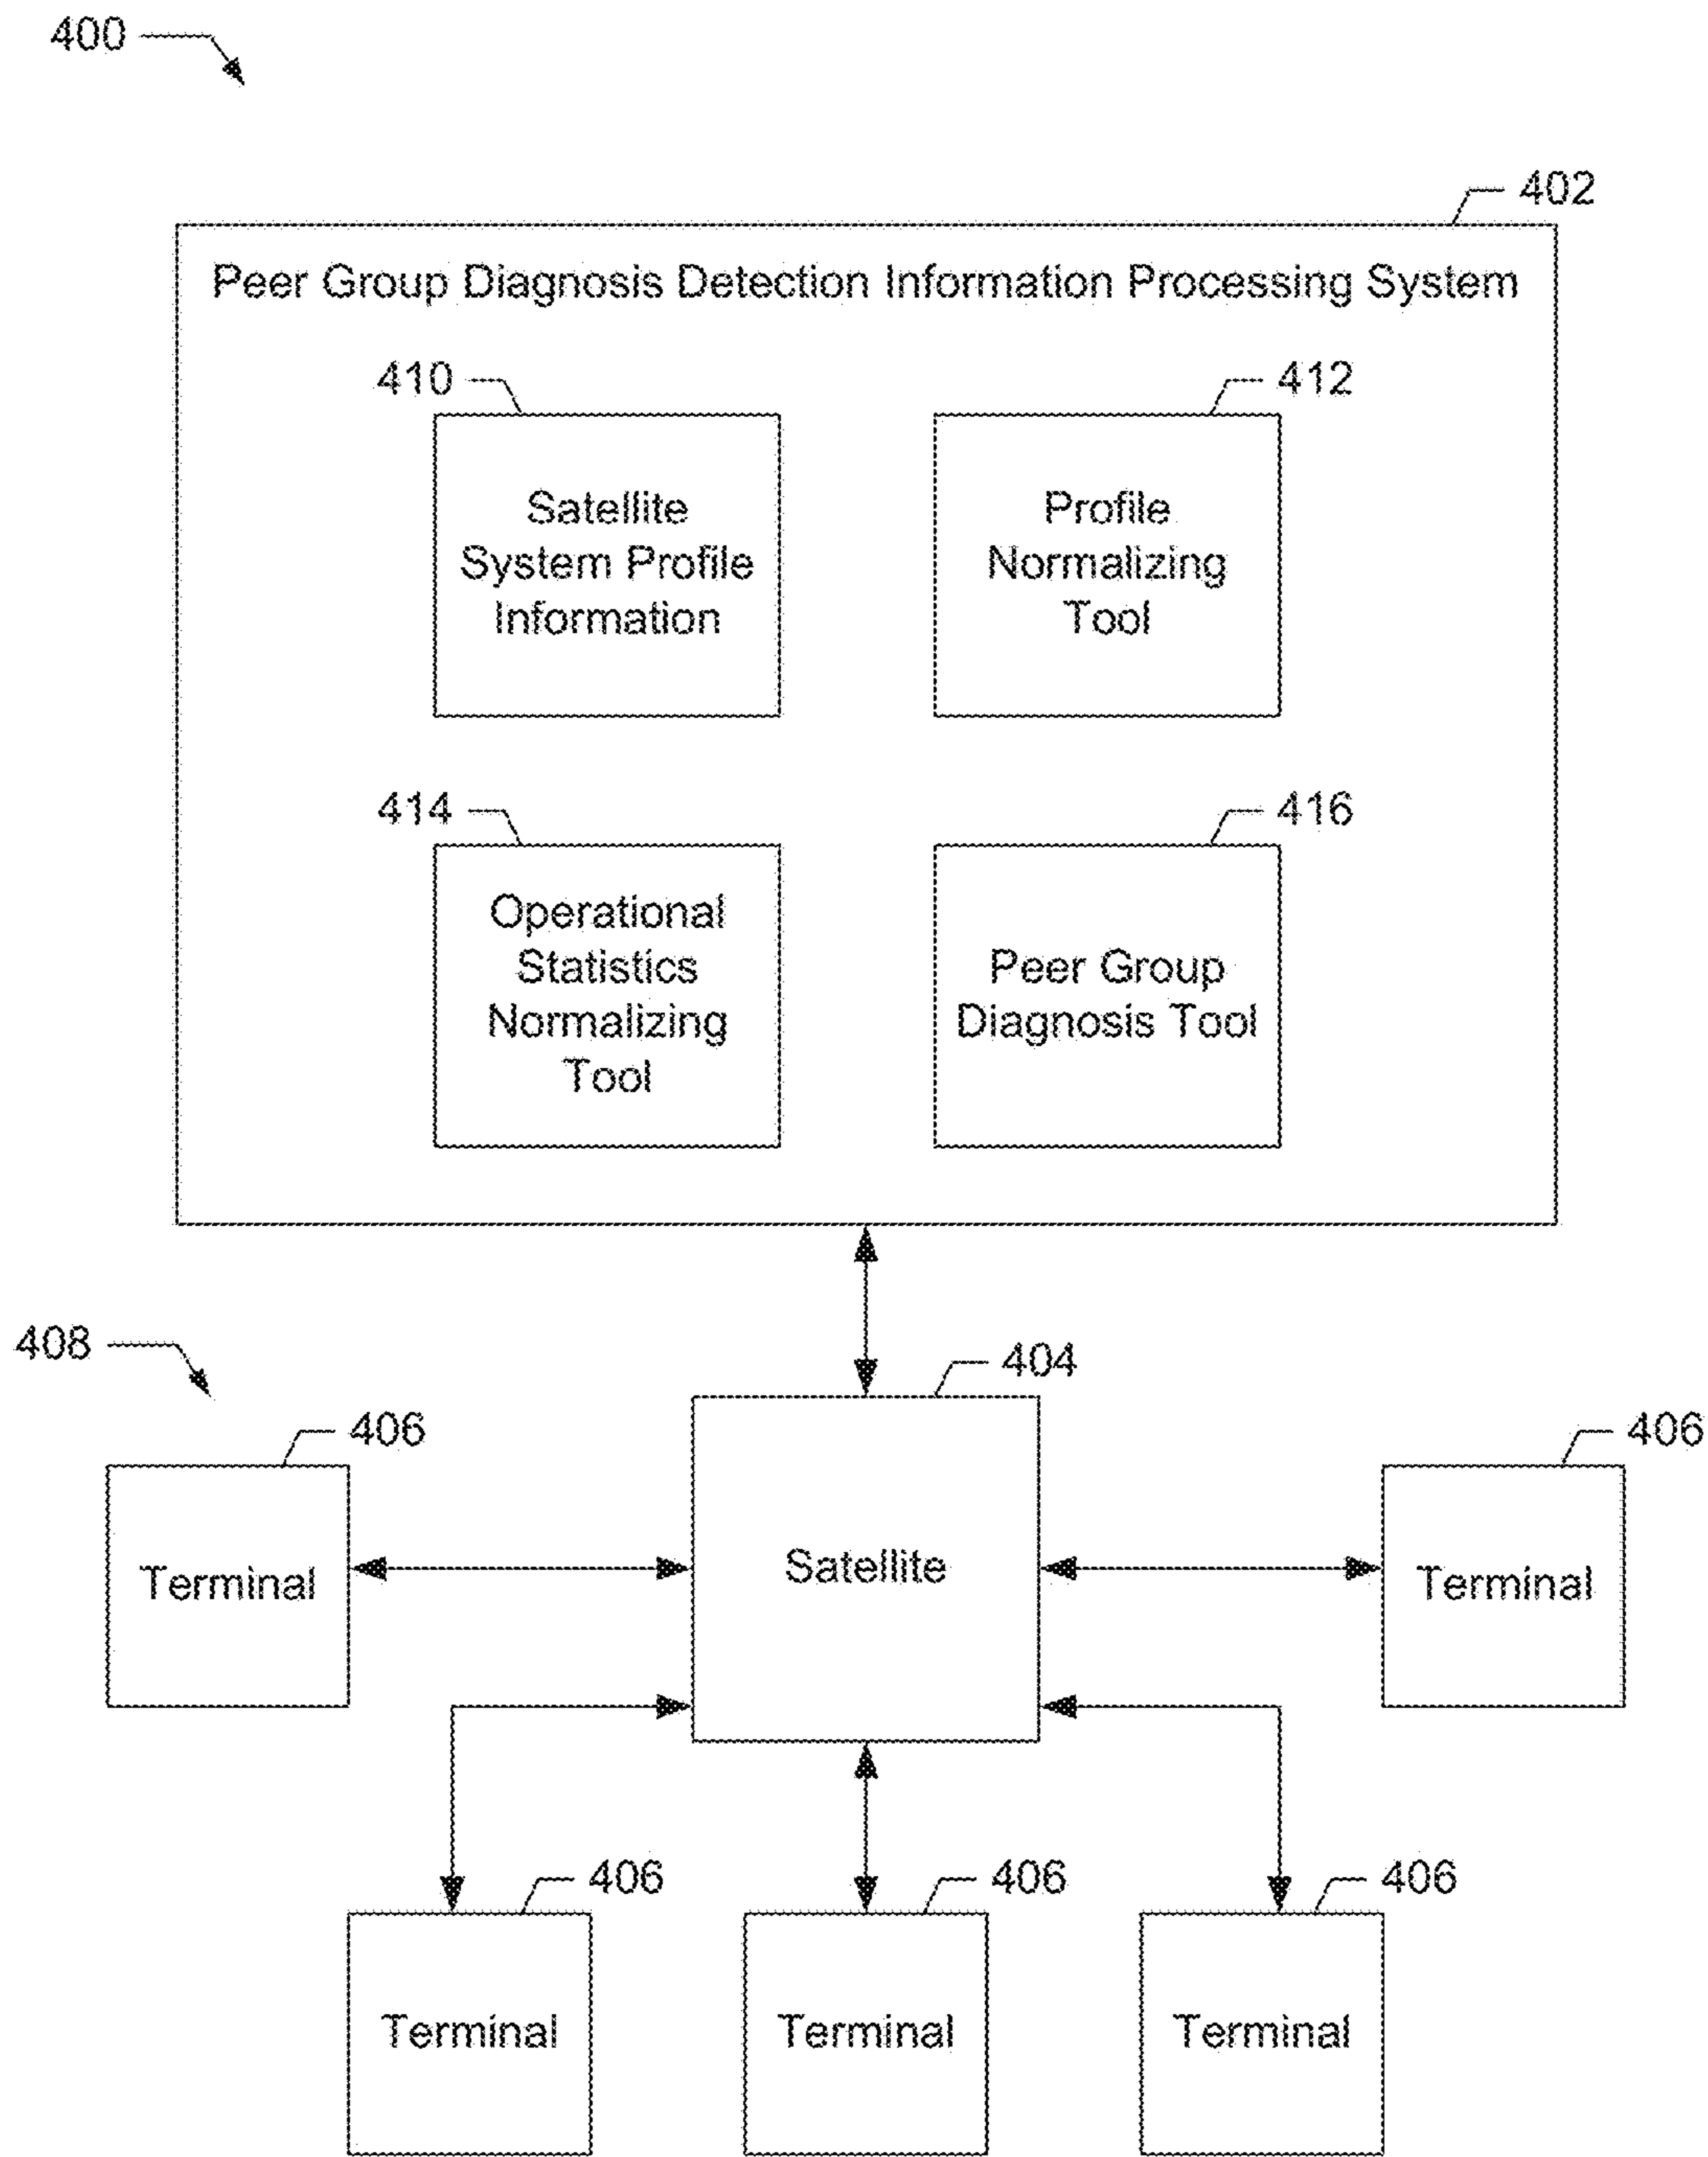 400
402
Peer Group Diagnosis Detection Information Processing System
410
412
Satellite
System Profile
Information
Profile
Normalizing
Tool
414
416
Operational
Statistics
Normalizing
Tool
Peer Group
Diagnosis Tool
408
404
406
406
Terminal
Satellite
Terminal
406
406
406
Terminal
Terminal
Terminal